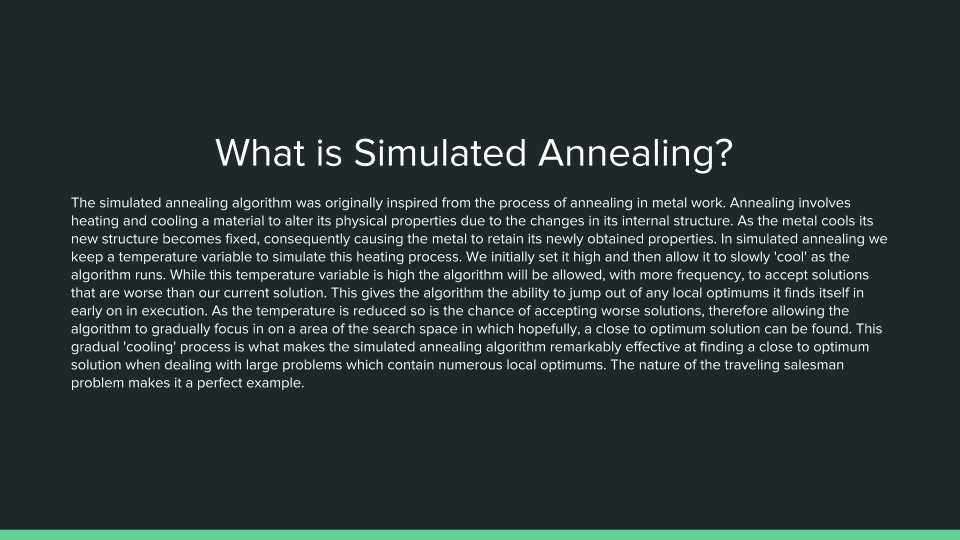 What is Simulated Annealing?
The simulated annealing algorithm was originally inspired from the process of annealing in metal work. Annealing involves
heating and cooling a material to alter its physical properties due to the changes in its internal structure. As the metal cools its
new structure becomes fixed, consequently causing the metal to retain its newly obtained properties. In simulated annealing we
keep a temperature variable to simulate this heating process. We initially set it high and then allow it to slowly 'cool' as the
algorithm runs. While this temperature variable is high the algorithm will be allowed, with more frequency, to accept solutions
that are worse than our current solution. This gives the algorithm the ability to jump out of any local optimums it finds itself in
early on in execution. As the temperature is reduced so is the chance of accepting worse solutions, therefore allowing the
algorithm to gradually focus in on a area of the search space in which hopefully, a close to optimum solution can be found. This
gradual 'cooling' process is what makes the simulated annealing algorithm remarkably effective at finding a close to optimum
solution when dealing with large problems which contain numerous local optimums. The nature of the traveling salesman
problem makes it a perfect example.